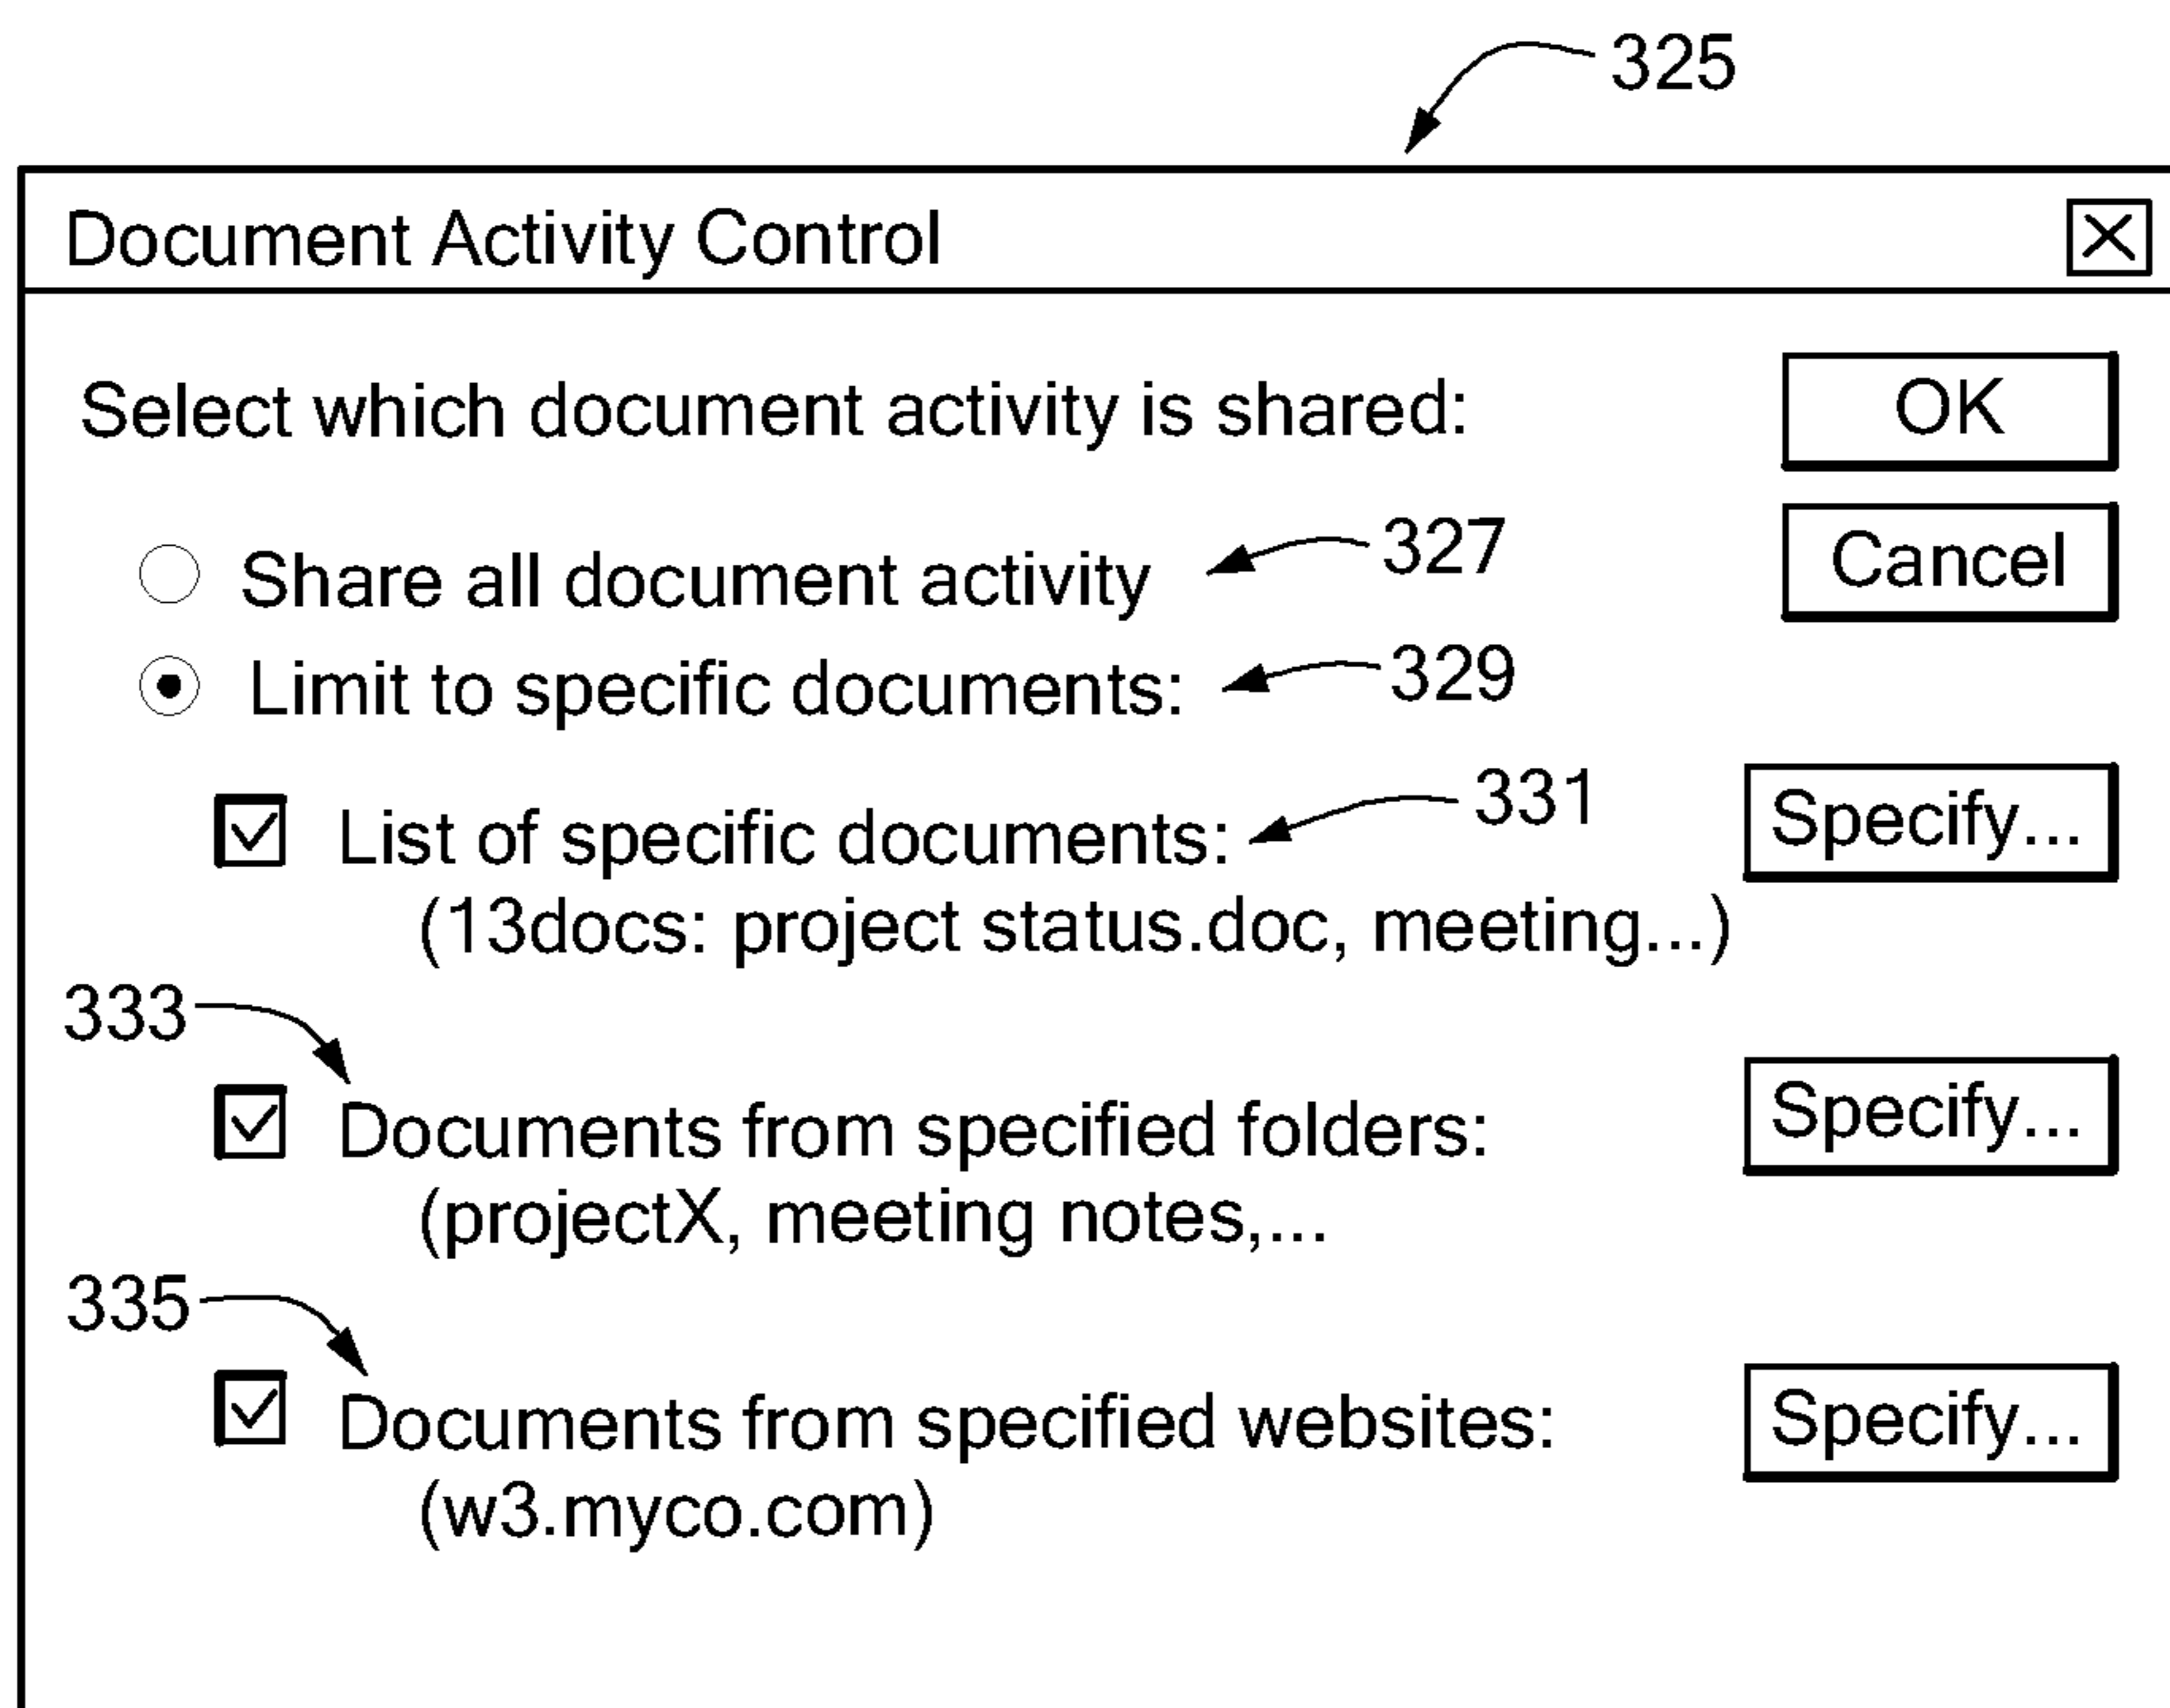 325
Document Activity Control
Select which document activity is shared:
OK
Share all document activity
327
Cancel
Limit to specific documents:
329
List of specific documents:
331
Specify...
(13docs: project status.doc, meeting...)
333
Documents from specified folders:
Specify...
(projectX, meeting notes,...
335
Documents from specified websites:
Specify...
(w3.myco.com)